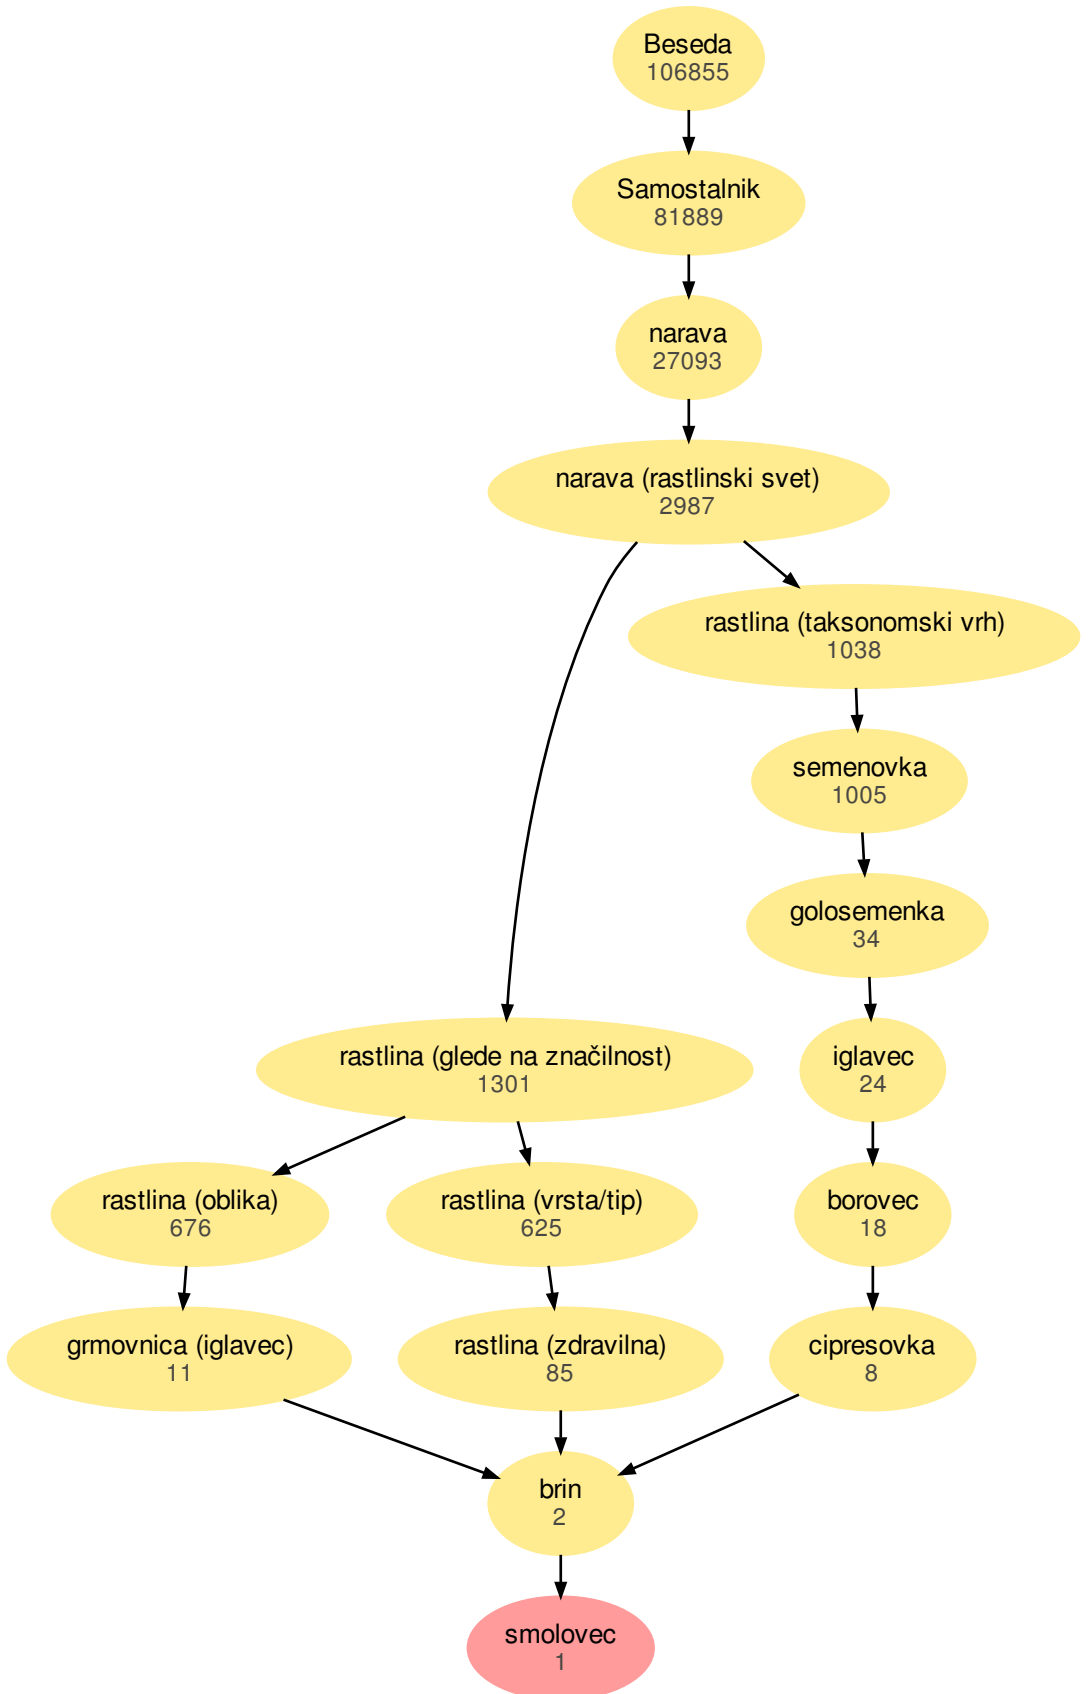 Beseda
106855
Samostalnik
81889
narava
27093
narava (rastlinski svet)
2987
rastlina (taksonomski vrh)
1038
semenovka
1005
golosemenka
34
rastlina (glede na značilnost)
1301
iglavec
24
rastlina (oblika)
676
rastlina (vrsta/tip)
625
borovec
18
grmovnica (iglavec)
11
rastlina (zdravilna)
85
cipresovka
8
brin
2
smolovec
1